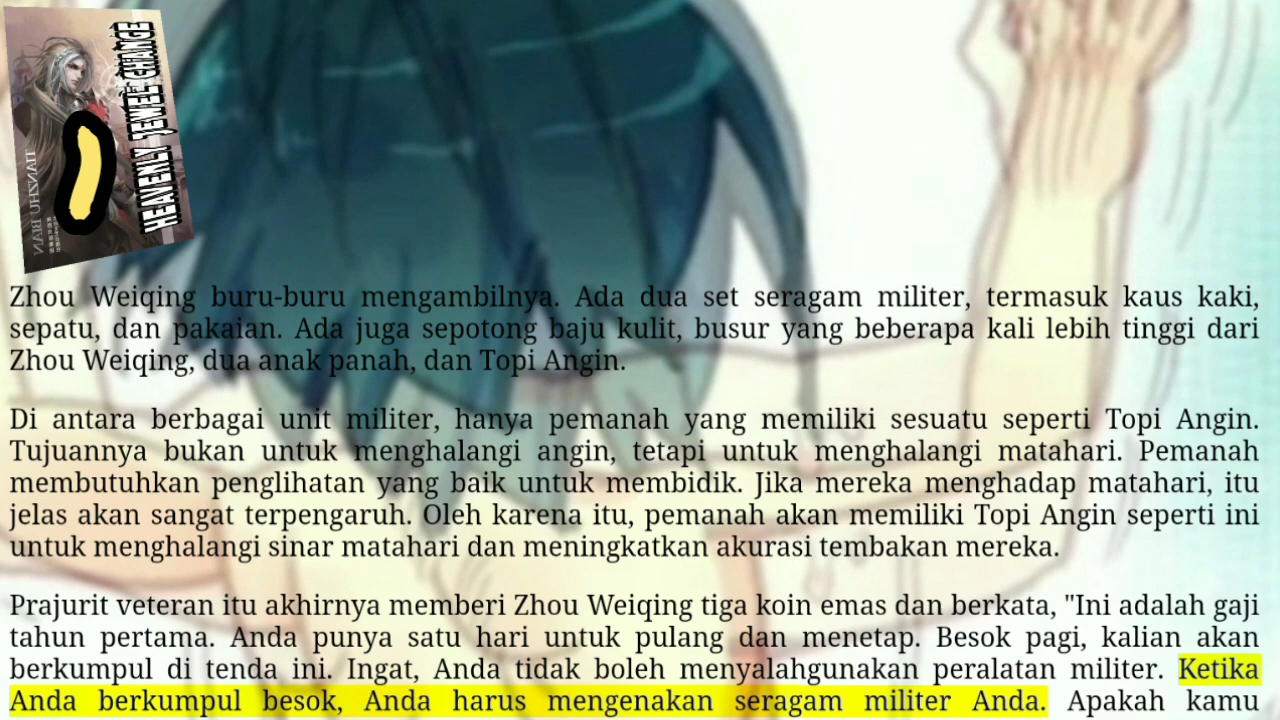 HEAVENLY JEWEL CHANGE
TIANZHU BIAN
Zhou Weiqing buru-buru mengambilnya. Ada dua set seragam militer, termasuk kaus kaki,
sepatu, dan pakaian. Ada juga sepotong baju kulit, busur yang beberapa kali lebih tinggi dari
Zhou Weiqing, dua anak panah, dan Topi Angin.
Di antara berbagai unit militer, hanya pemanah yang memiliki sesuatu seperti Topi Angin.
Tujuannya bukan untuk menghalangi angin, tetapi untuk menghalangi matahari. Pemanah
membutuhkan penglihatan yang baik untuk membidik. Jika mereka menghadap matahari, itu
jelas akan sangat terpengaruh. Oleh karena itu, pemanah akan memiliki Topi Angin seperti ini
untuk menghalangi sinar matahari dan meningkatkan akurasi tembakan mereka.
Prajurit veteran itu akhirnya memberi Zhou Weiqing tiga koin emas dan berkata, "Ini adalah gaji
tahun pertama. Anda punya satu hari untuk pulang dan menetap. Besok pagi, kalian akan
berkumpul di tenda ini. Ingat, Anda tidak boleh menyalahgunakan peralatan militer. Ketika
Anda berkumpul besok, Anda harus mengenakan seragam militer Anda. Apakah kamu